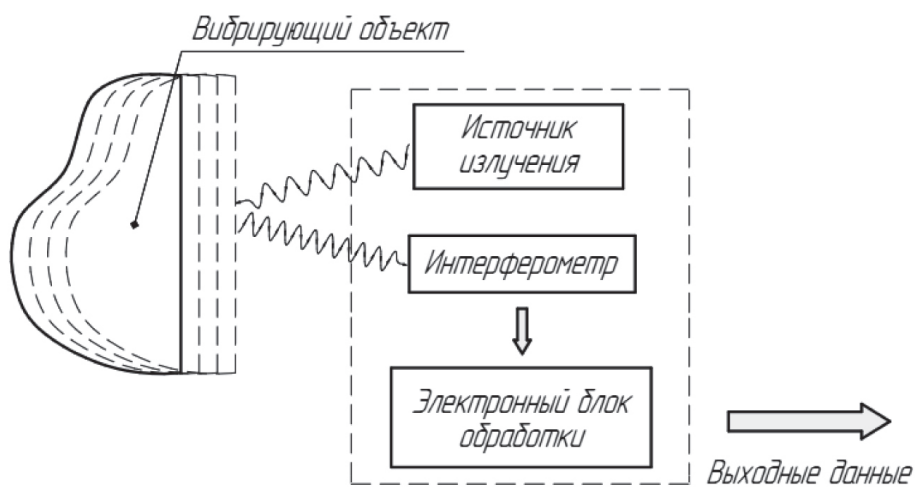 Вибрирующий объект
Источник
излучения
Интерферометр
Электронный блок
обработки
Выходные данные